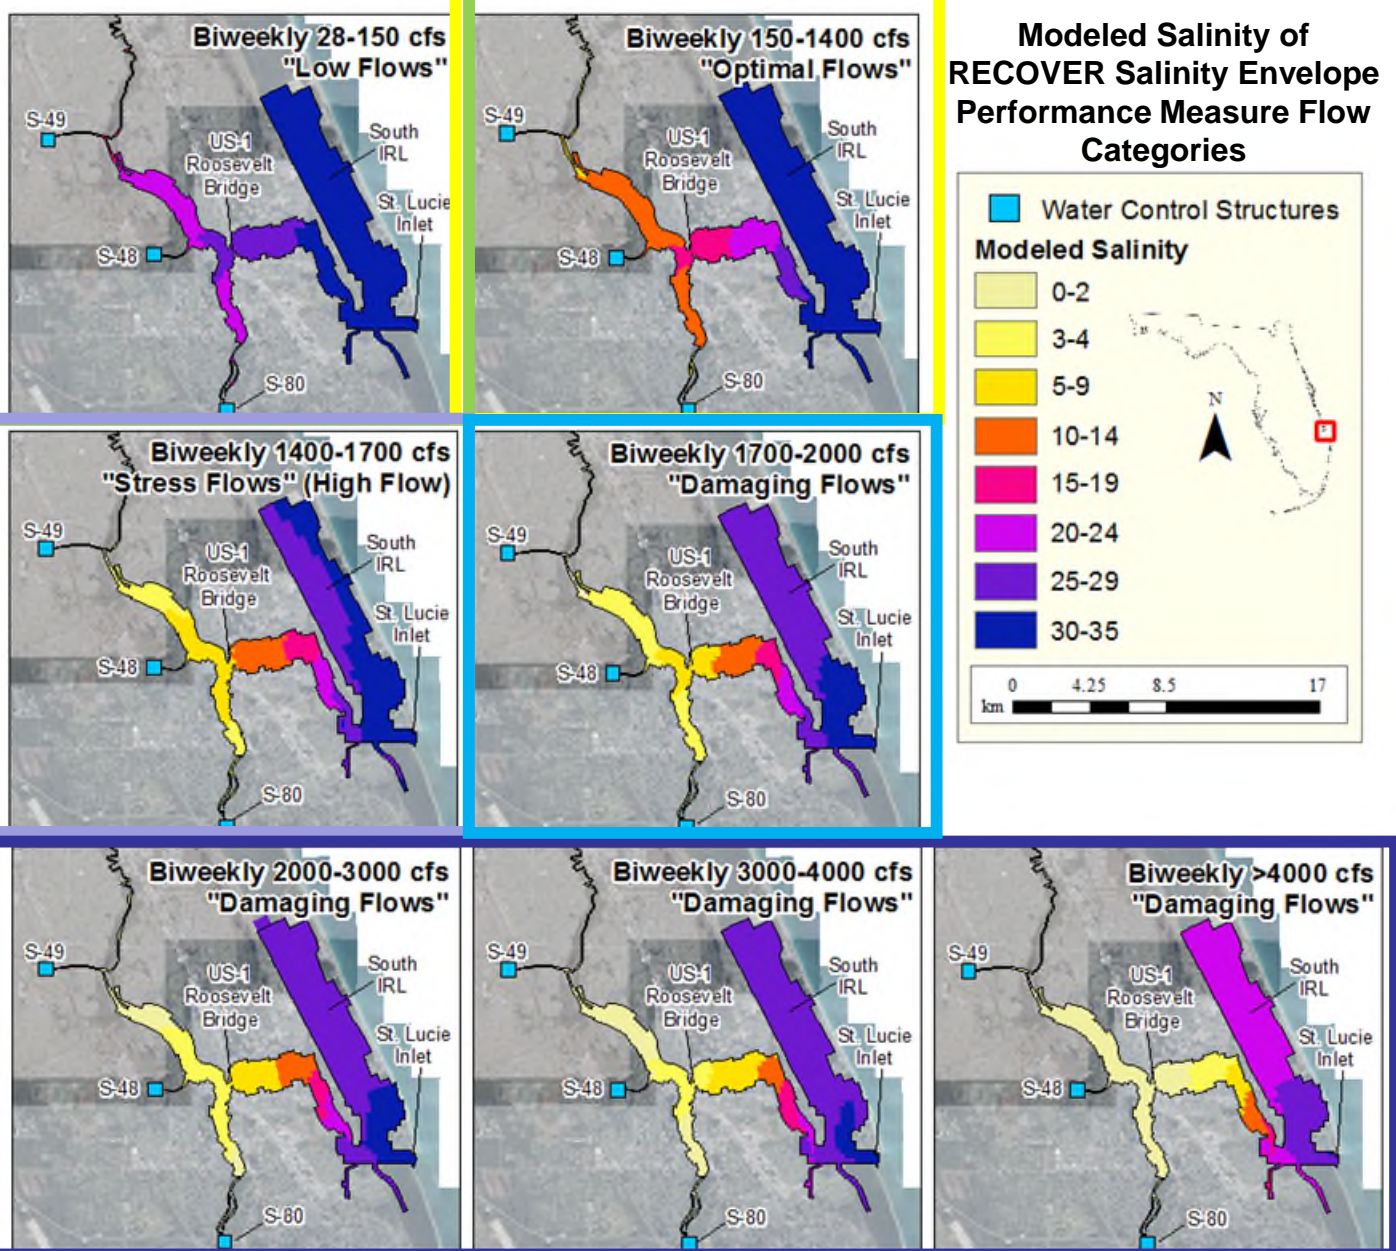 Biweekly 28-150 cfs
"Low Flows"
S-49
US-1
Roosevelt
Bridge
South
IRL
St. Lucie
Inlet
S-48
S-80
Biweekly 150-1400 cfs
"Optimal Flows"
S-49
US-1
Roosevelt
Bridge
South
IRL
St. Lucie
Inlet
S-48
S-80
Modeled Salinity of
RECOVER Salinity Envelope
Performance Measure Flow
Categories
Water Control Structures
Modeled Salinity
0-2
3-4
5-9
10-14
15-19
20-24
25-29
30-35
N
0 4.25 8.5 17
km
Biweekly 1400-1700 cfs
"Stress Flows" (High Flow)
S-49
US-1
Roosevelt
Bridge
South
IRL
St. Lucie
Inlet
S-48
S-80
Biweekly 1700-2000 cfs
"Damaging Flows"
S-49
US-1
Roosevelt
Bridge
South
IRL
St. Lucie
Inlet
S-48
S-80
Biweekly 2000-3000 cfs
"Damaging Flows"
S-49
US-1
Roosevelt
Bridge
South
IRL
St. Lucie
Inlet
S-48
S-80
Biweekly 3000-4000 cfs
"Damaging Flows"
S-49
US-1
Roosevelt
Bridge
South
IRL
St. Lucie
Inlet
S-48
S-80
Biweekly >4000 cfs
"Damaging Flows"
S-49
US-1
Roosevelt
Bridge
South
IRL
St. Lucie
Inlet
S-48
S-80